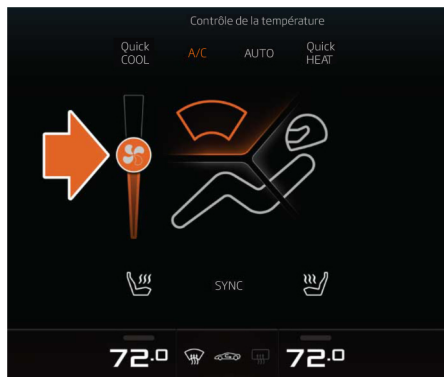 Contrôle de la température
Quick
COOL
A/C
AUTO
Quick
HEAT
SYNC
72.0
72.0